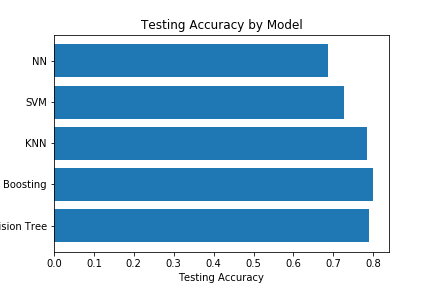 Testing Accuracy by Model
NN
SVM
KNN
Boosting
ision Tree
0.0 0.1 0.2 0.3 0.4 0.5 0.6 0.7 0.8
Testing Accuracy